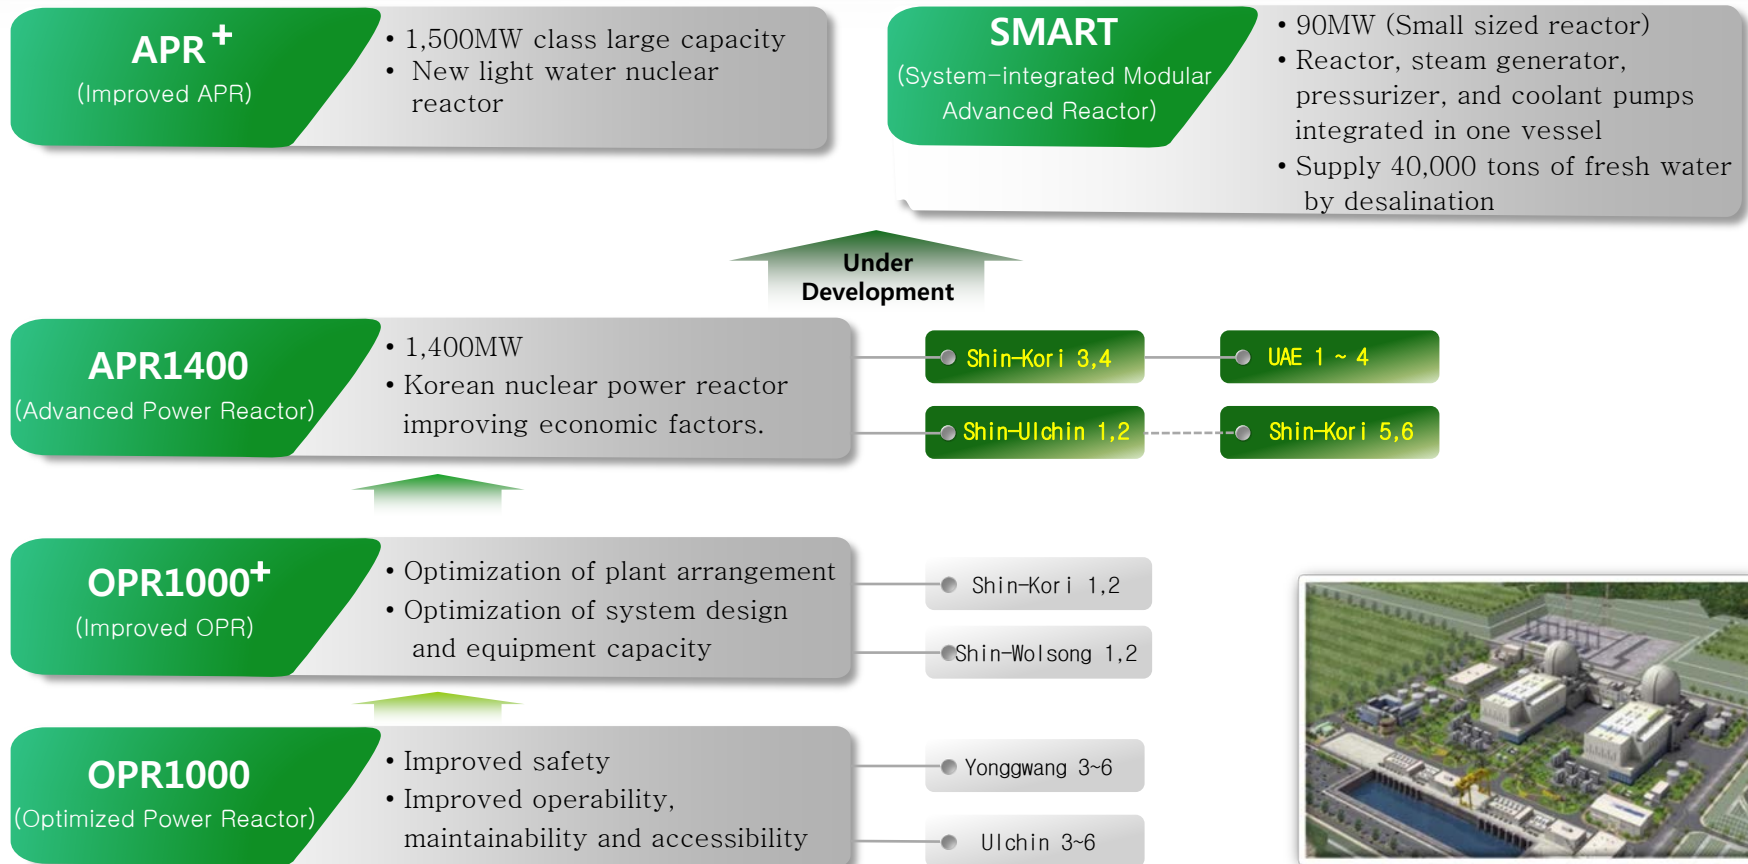 APR+
(Improved APR)
• 1,500MW class large capacity
• New light water nuclear
reactor
SMART
(System-integrated Modular
Advanced Reactor)
• 90MW (Small sized reactor)
• Reactor, steam generator,
pressurizer, and coolant pumps
integrated in one vessel
• Supply 40,000 tons of fresh water
by desalination
Under
Development
APR1400
(Advanced Power Reactor)
• 1,400MW
• Korean nuclear power reactor
improving economic factors.
Shin-Kori 3,4
UAE 1 ~ 4
Shin-Ulchin 1,2
Shin-Kori 5,6
OPR1000+
(Improved OPR)
• Optimization of plant arrangement
• Optimization of system design
and equipment capacity
Shin-Kori 1,2
Shin-Wolsong 1,2
OPR1000
(Optimized Power Reactor)
• Improved safety
• Improved operability,
maintainability and accessibility
Yonggwang 3~6
Ulchin 3~6